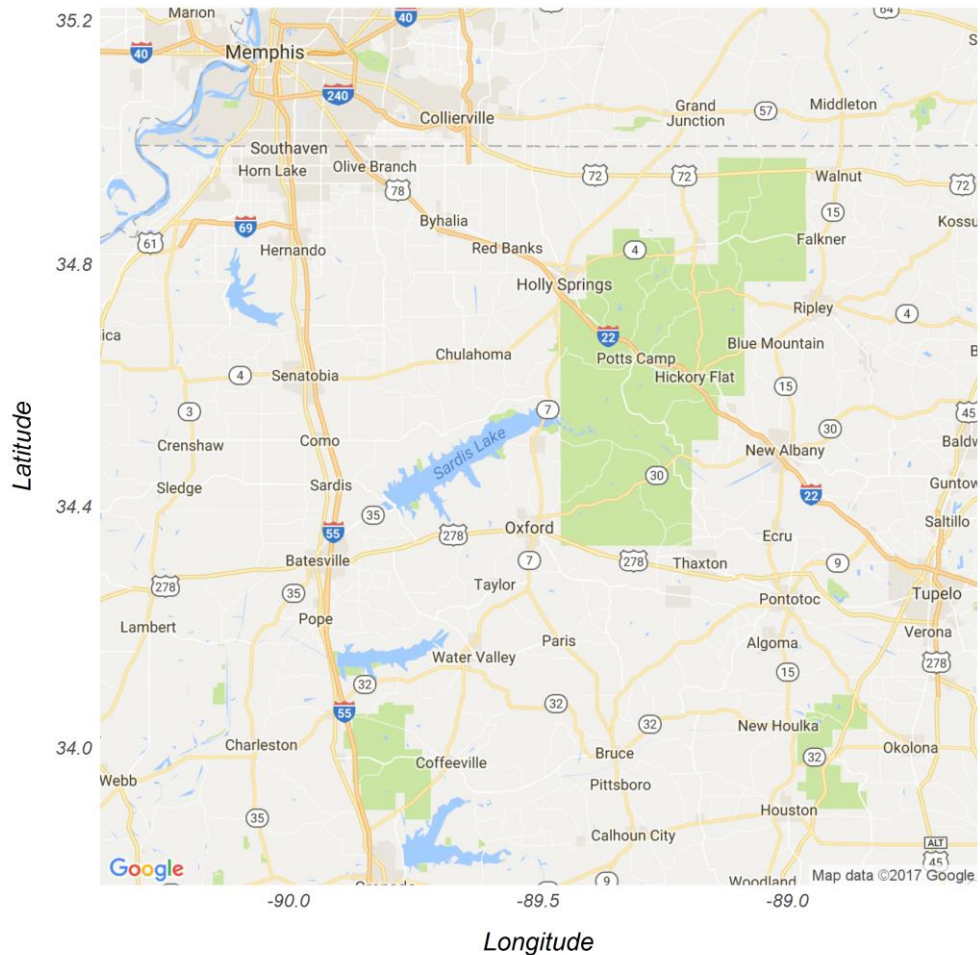 35.2
Marion
40
64
40
Memphis
S
240
Grand
Junction
Middleton
57
Collierville
Southaven
Horn Lake
Olive Branch
72
72
Walnut
72
78
Byhalia
15
Kossu
61
69
Hernando
Red Banks
4
Falkner
34.8
Holly Springs
Ripley
4
ica
22
Blue Mountain
Chulahoma
Potts Camp
B
4
Senatobia
Hickory Flat
15
3
7
45
Crenshaw
Como
Sardis Lake
30
New Albany
Baldw
Sledge
Sardis
30
Guntow
34.4
35
22
Saltillo
55
278
Oxford
Ecru
Batesville
7
278
Thaxton
9
278
35
Taylor
Pontotoc
Tupelo
Lambert
Pope
Paris
Algoma
Verona
Water Valley
278
32
15
32
55
32
New Houlka
34.0
Charleston
Bruce
32
Okolona
Webb
Coffeeville
Pittsboro
35
Houston
Calhoun City
ALT
45
Google
Grenada
9
Woodland
Map data ©2017 Google
-90.0
-89.5
-89.0
Latitude
Longitude